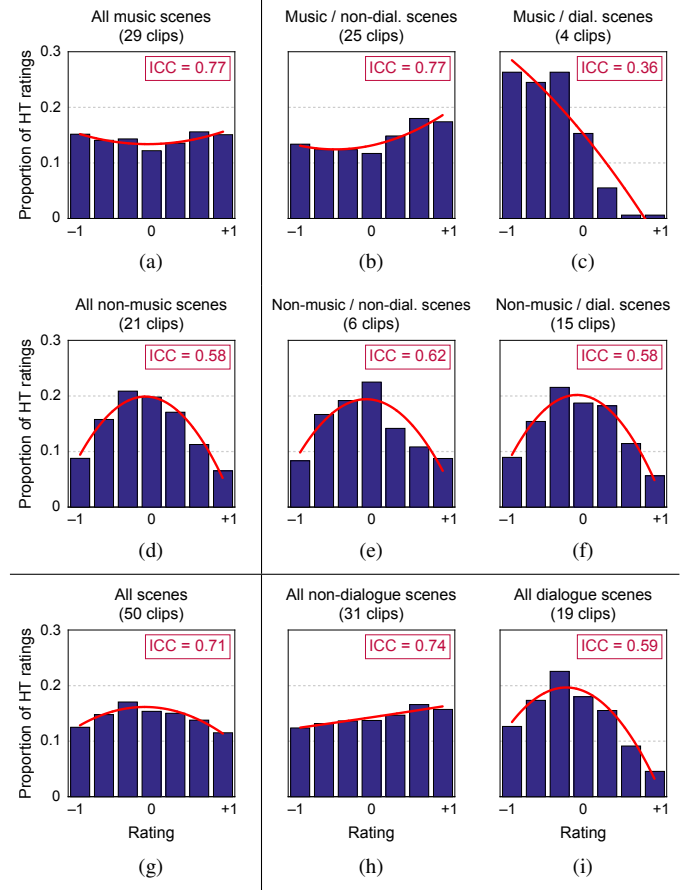 All music scenes
(29 clips)
Music / non-dial. scenes
(25 clips)
Music / dial. scenes
(4 clips)
Proportion of HT ratings
0.3
0.2
0.1
0
ICC = 0.77
ICC = 0.77
ICC = 0.36
–1 0 +1
–1 0 +1
–1 0 +1
(a)
(b)
(c)
All non-music scenes
(21 clips)
Non-music / non-dial. scenes
(6 clips)
Non-music / dial. scenes
(15 clips)
Proportion of HT ratings
0.3
0.2
0.1
0
ICC = 0.58
ICC = 0.62
ICC = 0.58
–1 0 +1
–1 0 +1
–1 0 +1
(d)
(e)
(f)
All scenes
(50 clips)
All non-dialogue scenes
(31 clips)
All dialogue scenes
(19 clips)
Proportion of HT ratings
0.3
0.2
0.1
0
ICC = 0.71
ICC = 0.74
ICC = 0.59
–1 0 +1
–1 0 +1
–1 0 +1
Rating
Rating
Rating
(g)
(h)
(i)